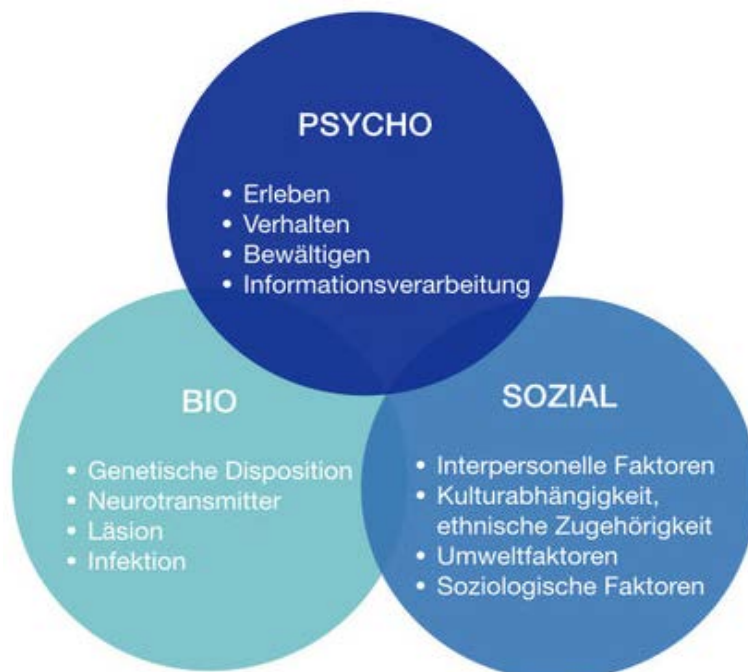 PSYCHO
• Erleben
• Verhalten
• Bewältigen
• Informationsverarbeitung
BIO
• Genetische Disposition
• Neurotransmitter
• Läsion
• Infektion
SOZIAL
• Interpersonelle Faktoren
• Kulturabhängigkeit,
ethnische Zugehörigkeit
• Umweltfaktoren
• Soziologische Faktoren